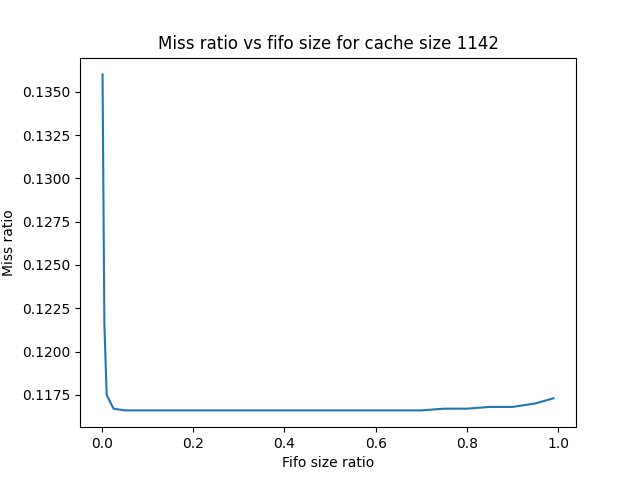 Miss ratio vs fifo size for cache size 1142
0.1350
0.1325
0.1300
0.1275
0.1250
0.1225
0.1200
0.1175
Miss ratio
0.0 0.2 0.4 0.6 0.8 1.0
Fifo size ratio